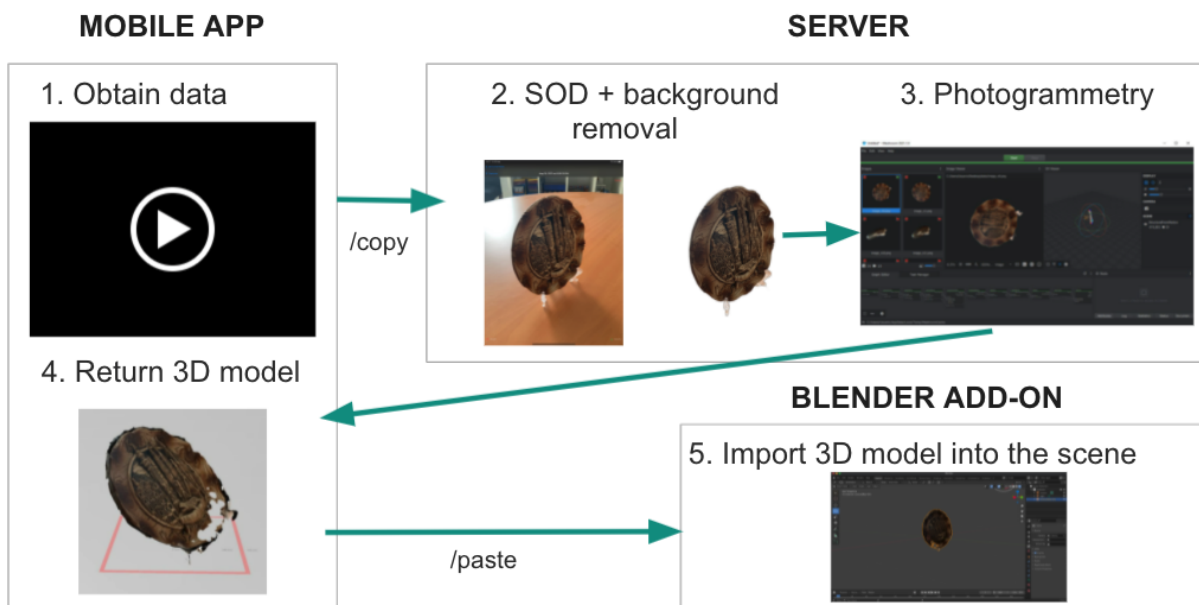 MOBILE APP
SERVER
1. Obtain data
2. SOD + background
removal
3. Photogrammetry
/copy
4. Return 3D model
BLENDER ADD-ON
5. Import 3D model into the scene
/paste